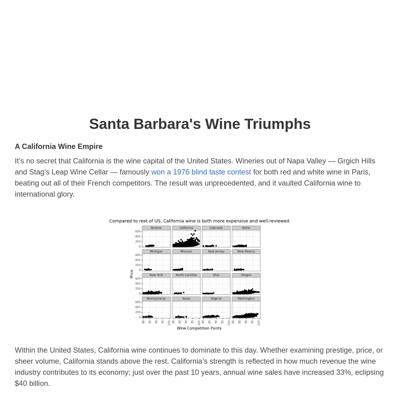 Santa Barbara's Wine Triumphs
A California Wine Empire
It's no secret that California is the wine capital of the United States. Wineries out of Napa Valley — Grgich Hills
and Stag's Leap Wine Cellar — famously won a 1976 blind taste contest for both red and white wine in Paris,
beating out all of their French competitors. The result was unprecedented, and it vaulted California wine to
international glory.
Compared to rest of US, California wine is both more expensive and well-reviewed
Arizona California Colorado Idaho
Michigan Missouri New Jersey New Mexico
New York North Carolina Ohio Oregon
Pennsylvania Texas Virginia Washington
Price
Wine Competition Points
Within the United States, California wine continues to dominate to this day. Whether examining prestige, price, or
sheer volume, California stands above the rest. California's strength is reflected in how much revenue the wine
industry contributes to its economy; just over the past 10 years, annual wine sales have increased 33%, eclipsing
$40 billion.